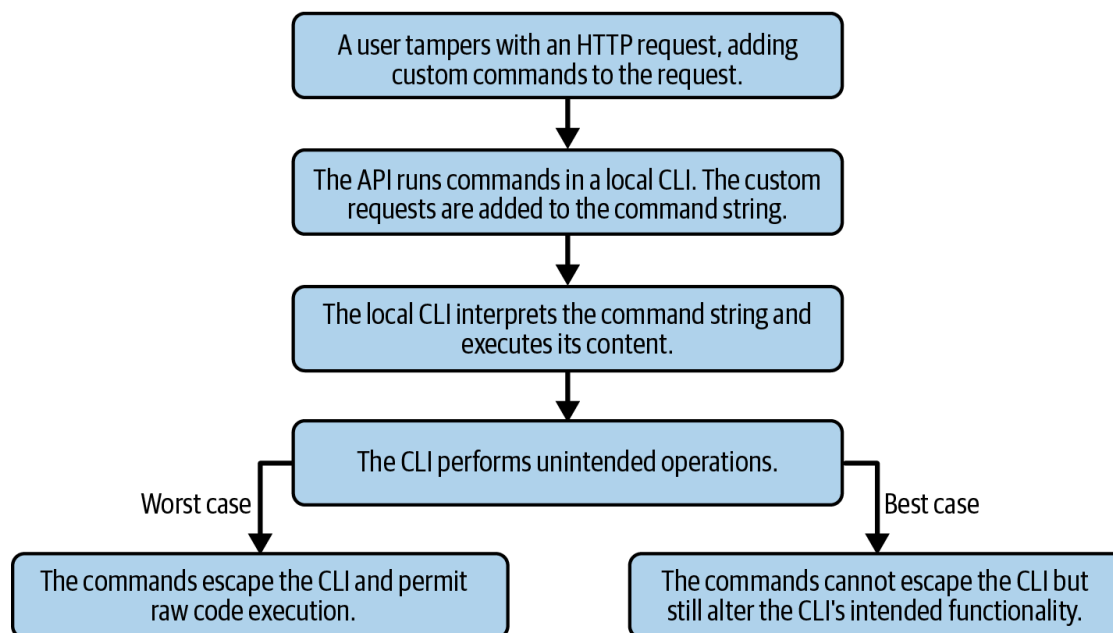 A user tampers with an HTTP request, adding
custom commands to the request.
The API runs commands in a local CLI. The custom
requests are added to the command string.
The local CLI interprets the command string and
executes its content.
The CLI performs unintended operations.
Worst case
Best case
The commands escape the CLI and permit
raw code execution.
The commands cannot escape the CLI but
still alter the CLI's intended functionality.